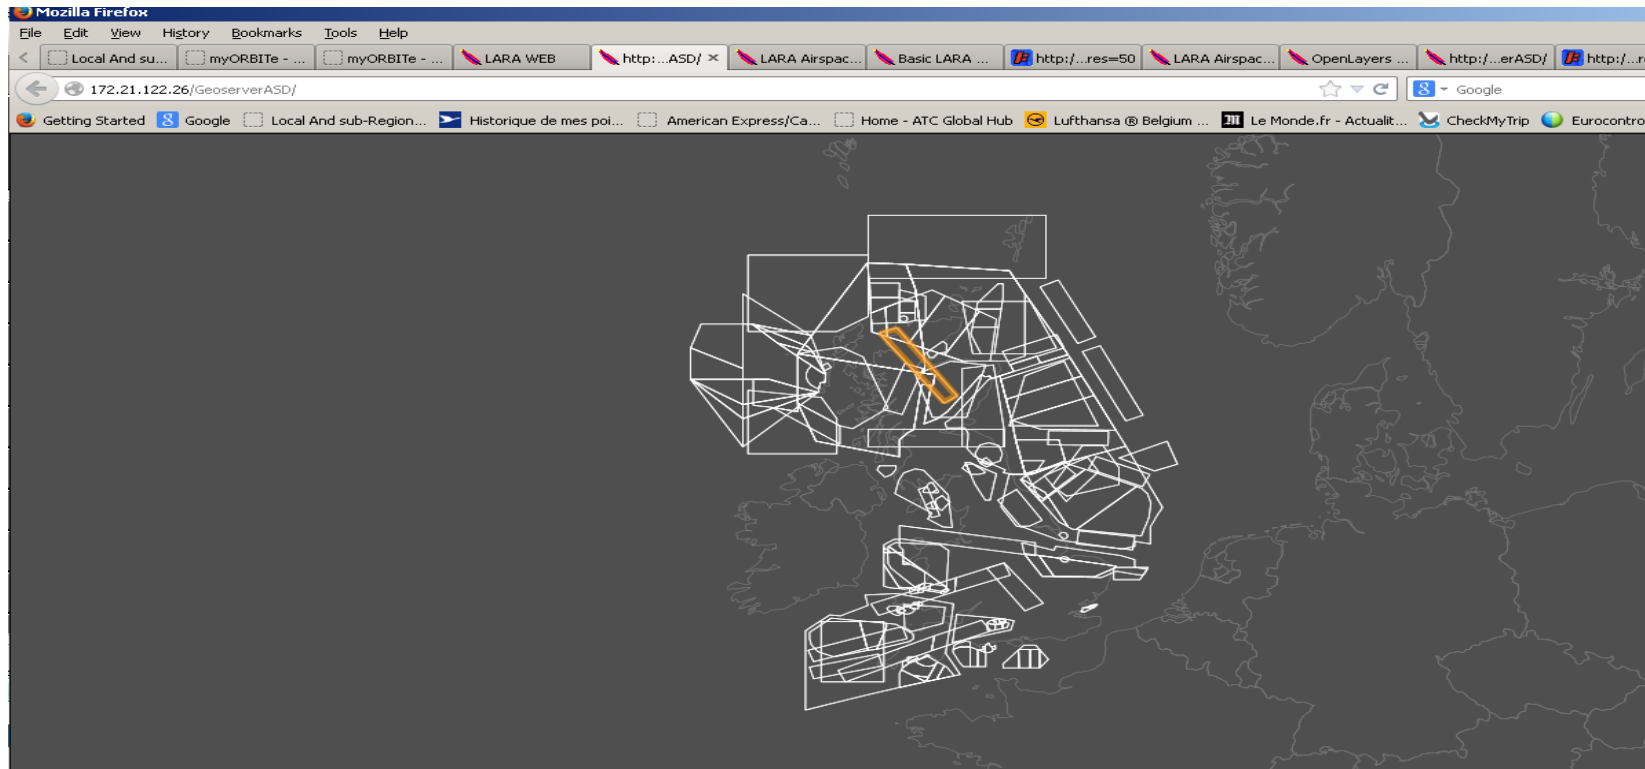 Mozilla Firefox
File Edit View History Bookmarks Tools Help
Local And su... myORBITe - ... myORBITe - ... LARA WEB http:...ASD/ LARA Airspac... Basic LARA ... http:/...res=50 LARA Airspac... OpenLayers ... http:/...erASD/ http:/...r
172.21.122.26/GeoserverASD/ Google
Getting Started Google Local And sub-Region... Historique de mes poi... American Express/Ca... Home - ATC Global Hub Lufthansa ® Belgium ... Le Monde.fr - Actualit... CheckMyTrip Eurocontro